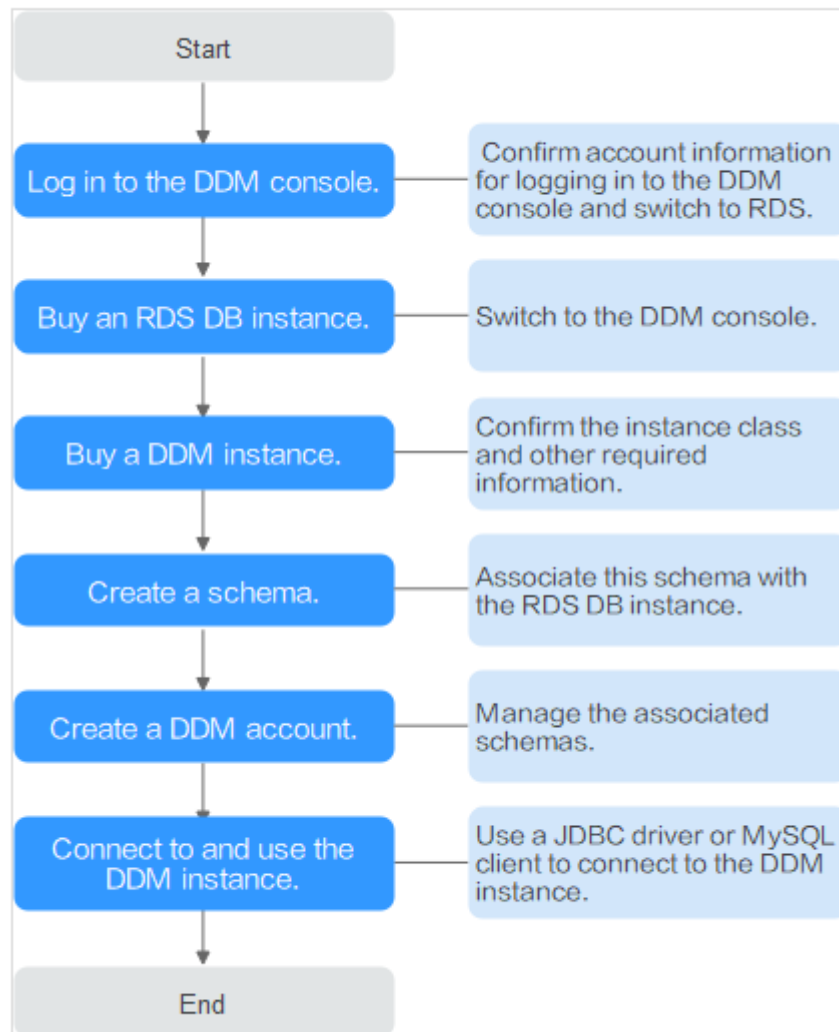 Start
Log in to the DDM console.
Confirm account information
for logging in to the DDM
console and switch to RDS.
Buy an RDS DB instance.
Switch to the DDM console.
Buy a DDM instance.
Confirm the instance class
and other required
information.
Create a schema.
Associate this schema with
the RDS DB instance.
Create a DDM account.
Manage the associated
schemas.
Connect to and use the
DDM instance.
Use a JDBC driver or MySQL
client to connect to the DDM
instance.
End